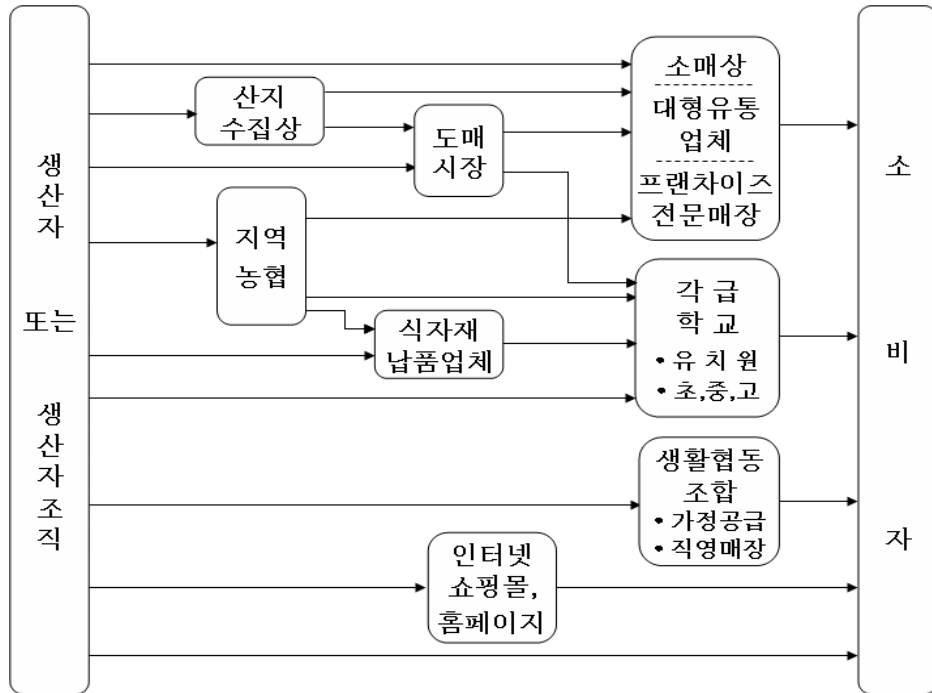 생산자
또는
생산자조직
산지
수집상
도매
시장
지역
농협
식자재
납품업체
인터넷
쇼핑몰,
홈페이지
소매상
대형유통
업체
프랜차이즈
전문매장
각 급
학 교
• 유 치 원
• 초,중,고
생활협동
조합
• 가정공급
• 직영매장
소
비
자